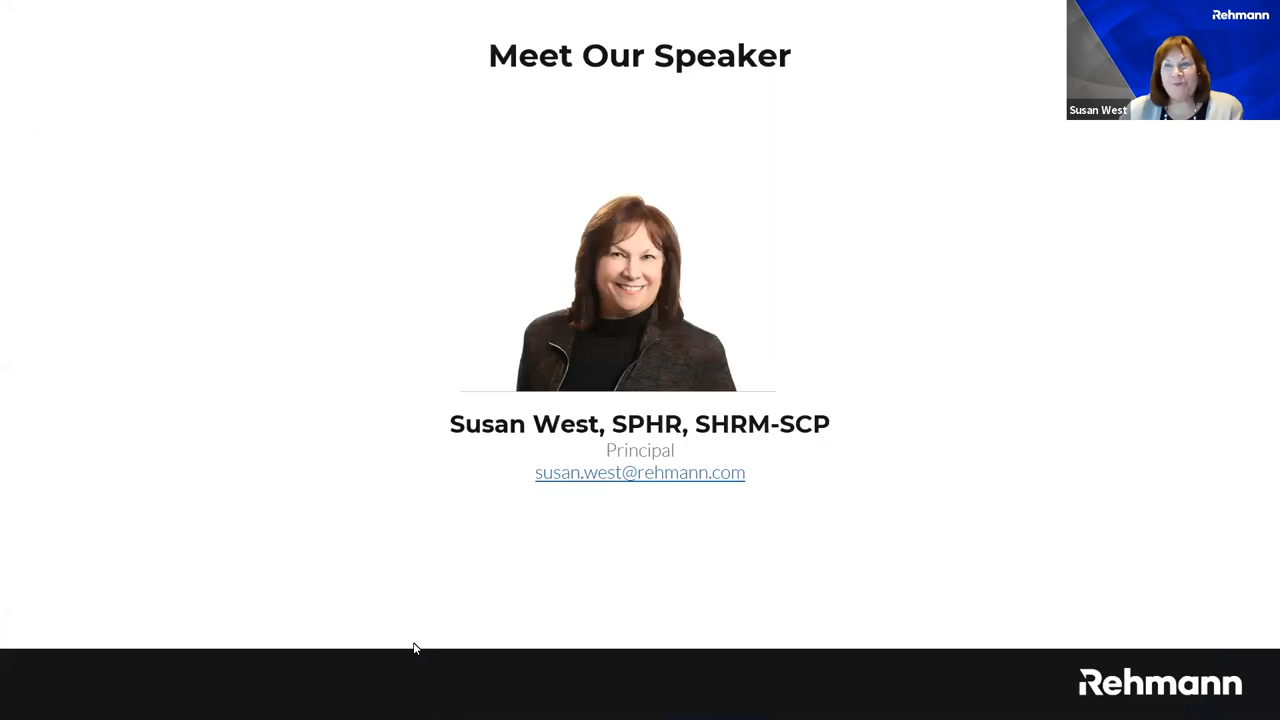 Meet Our Speaker
Rehmann
Susan West
Susan West, SPHR, SHRM-SCP
Principal
susan.west@rehmann.com
Rehmann